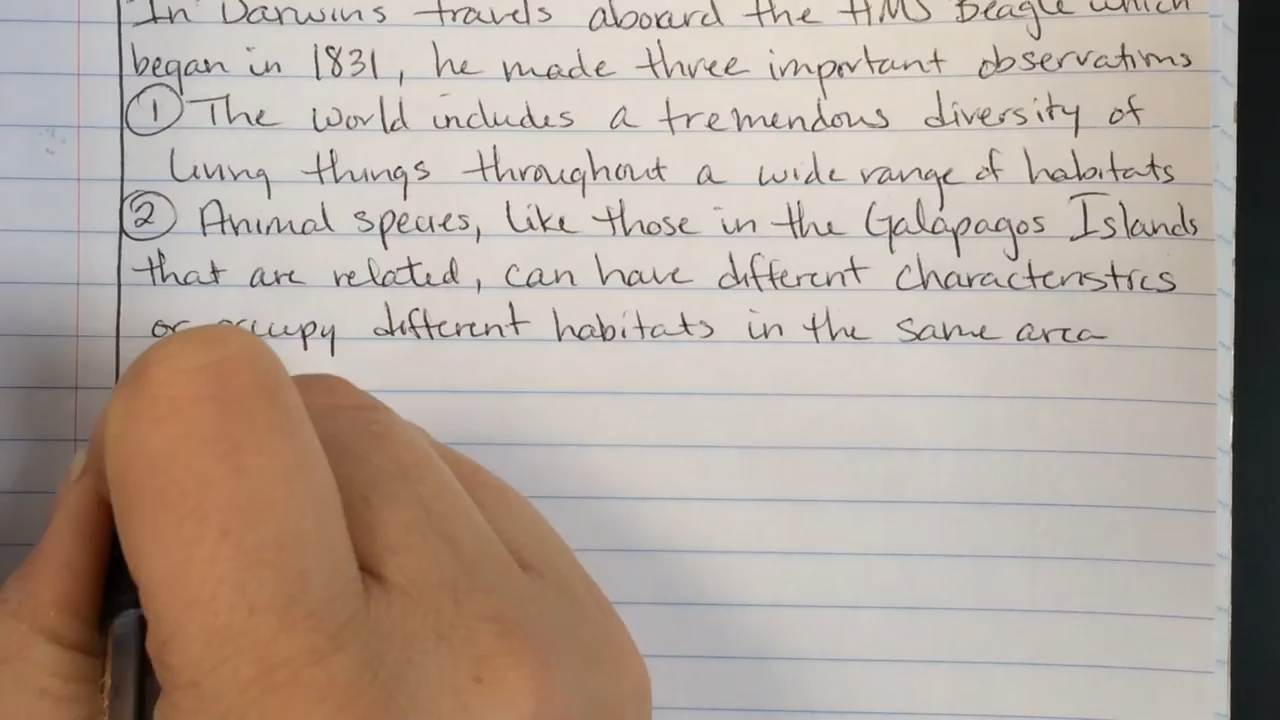 In Darwins travels aboard the HMS Beagle which
began in 1831, he made three important observations
① The world includes a tremendous diversity of
living things throughout a wide range of habitats
② Animal species, like those in the Galápagos Islands
that are related, can have different characteristics
or occupy different habitats in the same area